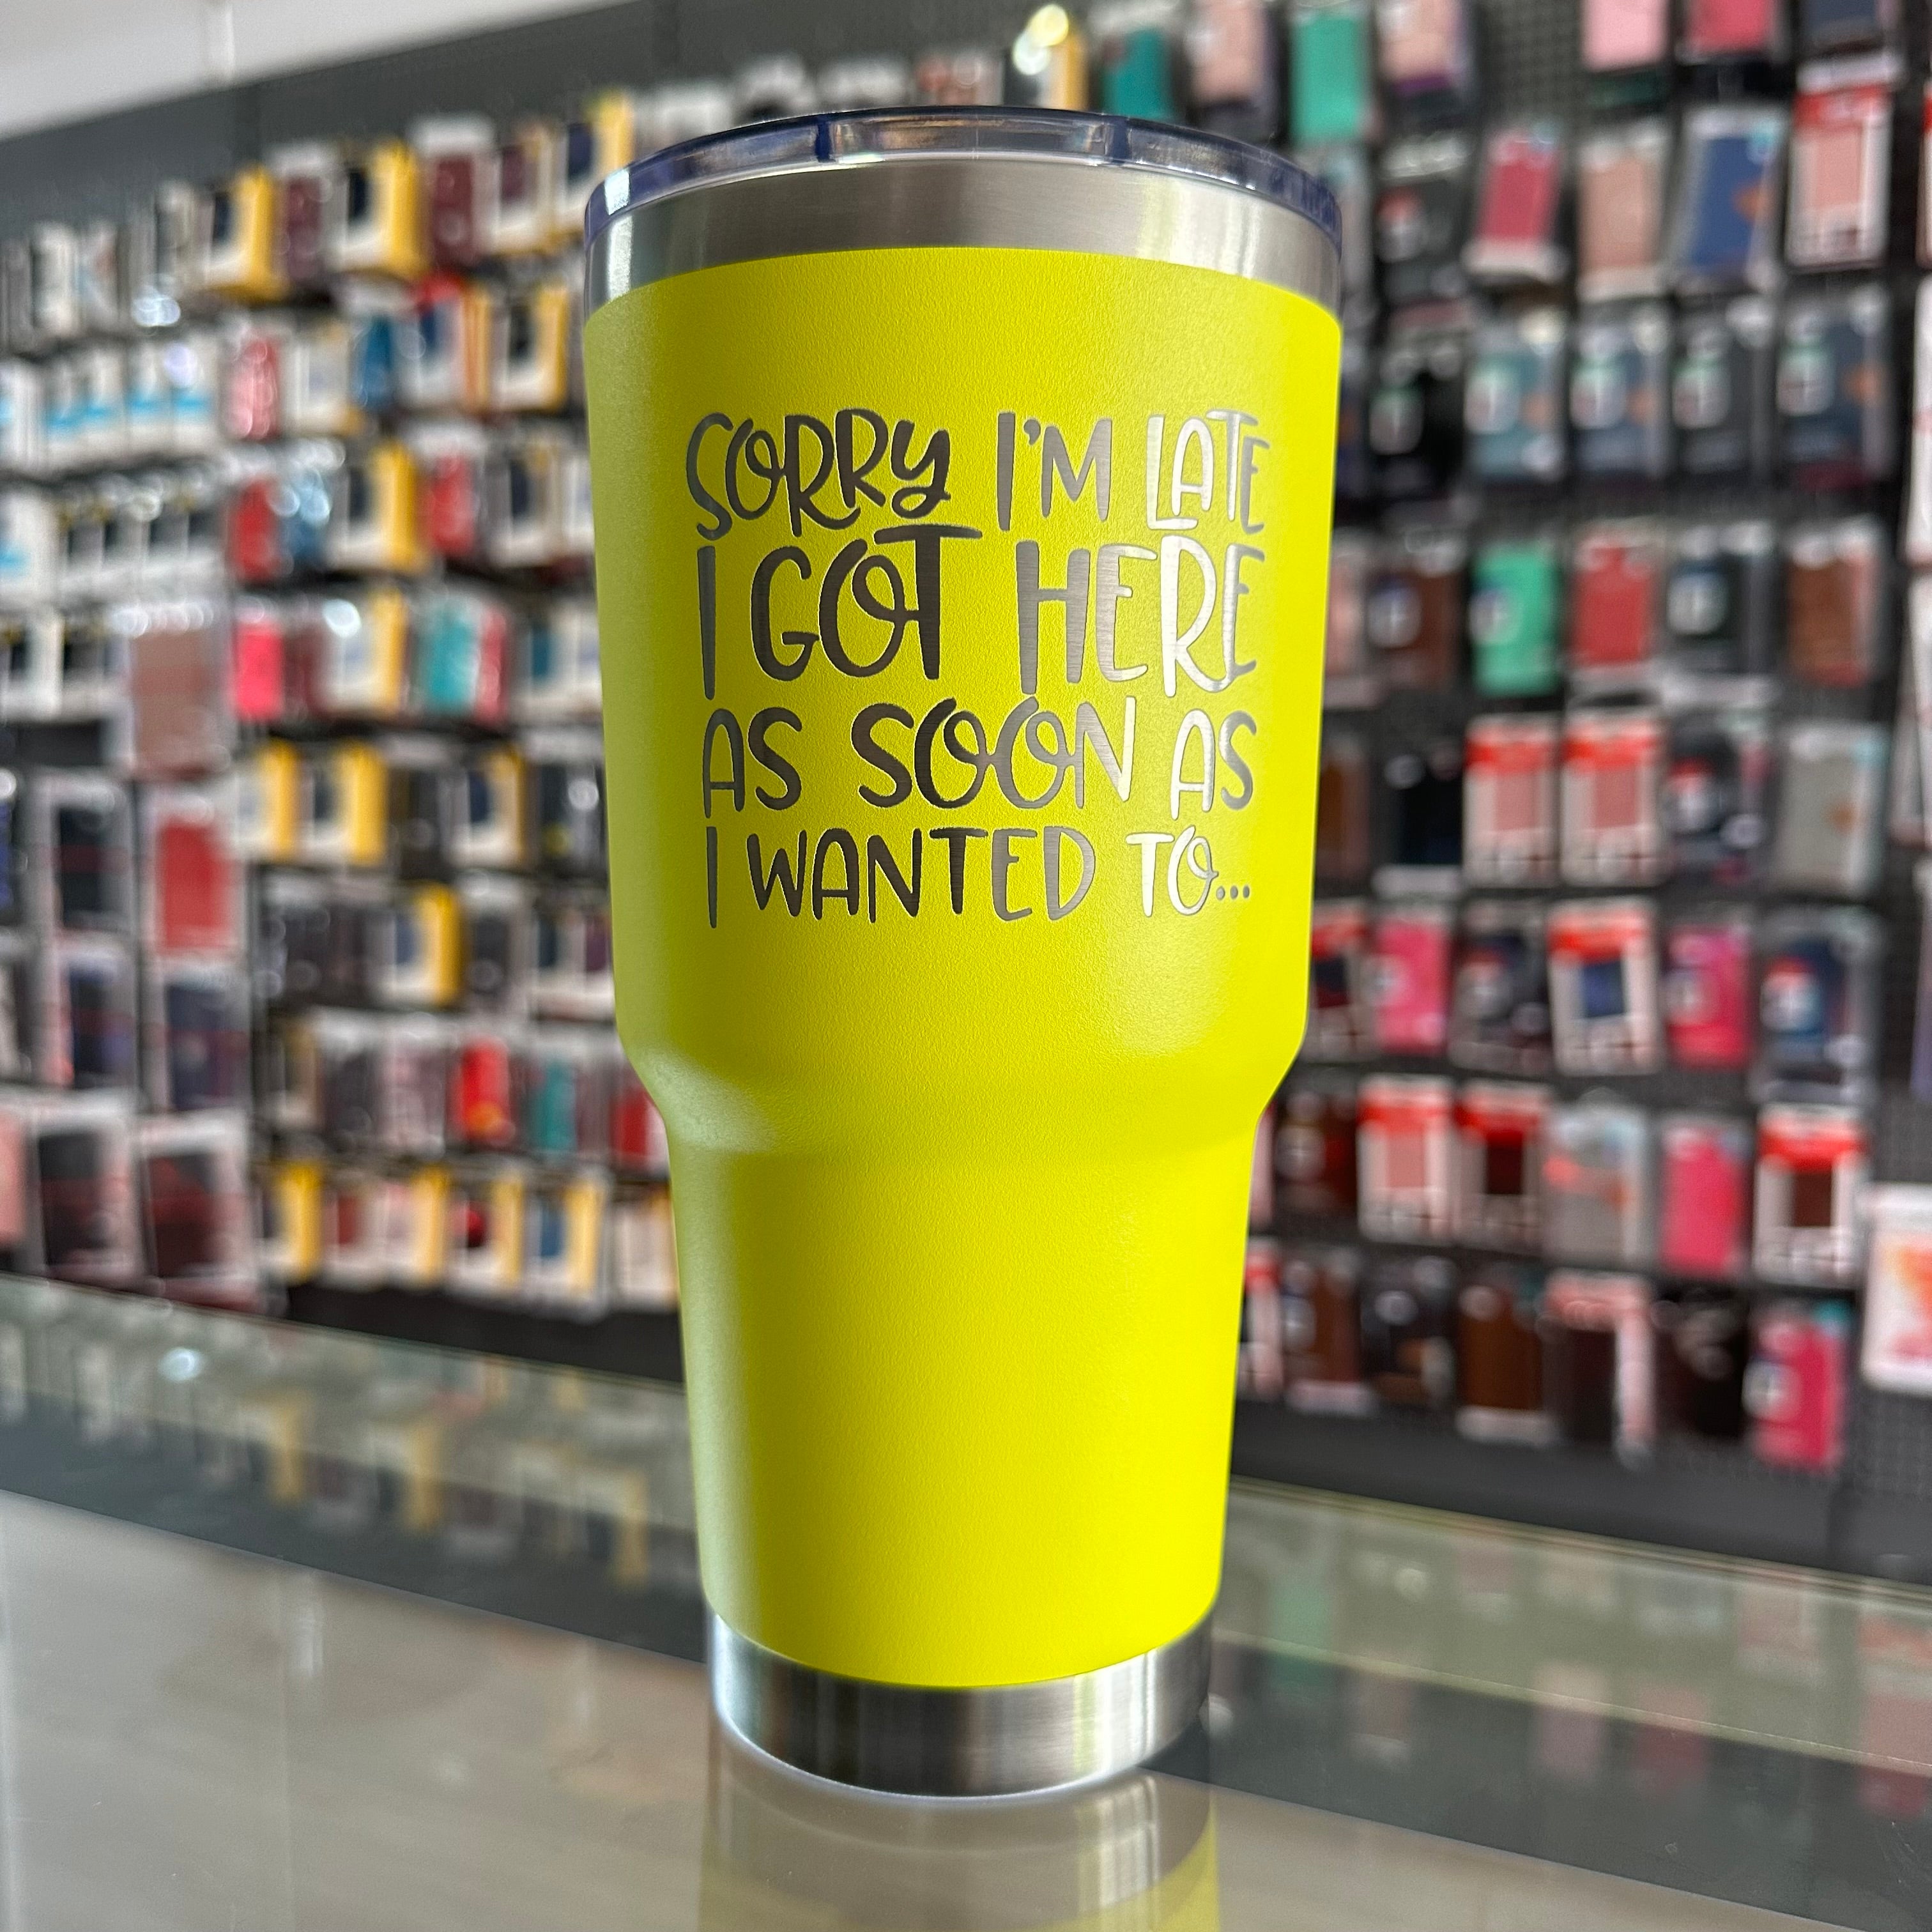 SORRY I'M LATE
I GOT HERE
AS SOON AS
I WANTED TO...